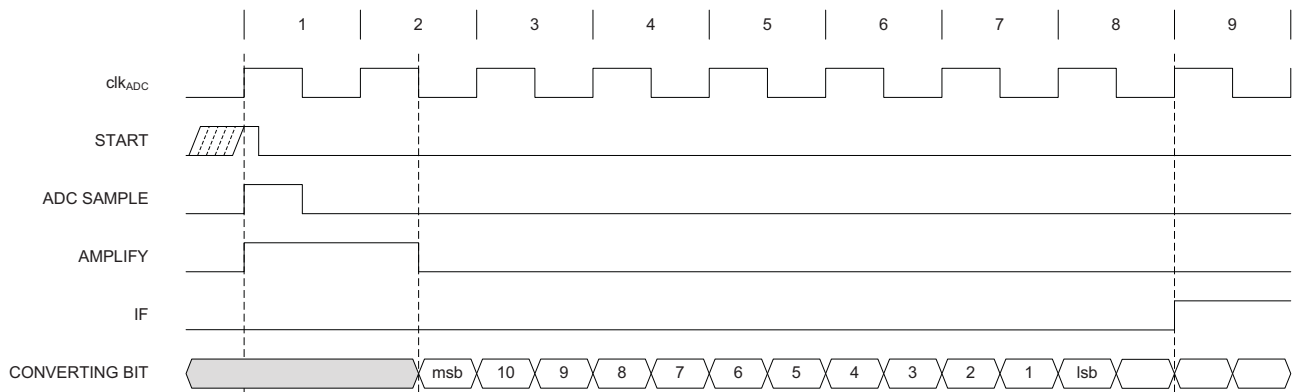 1 2 3 4 5 6 7 8 9
clkADC
START
ADC SAMPLE
AMPLIFY
IF
CONVERTING BIT msb 10 9 8 7 6 5 4 3 2 1 lsb